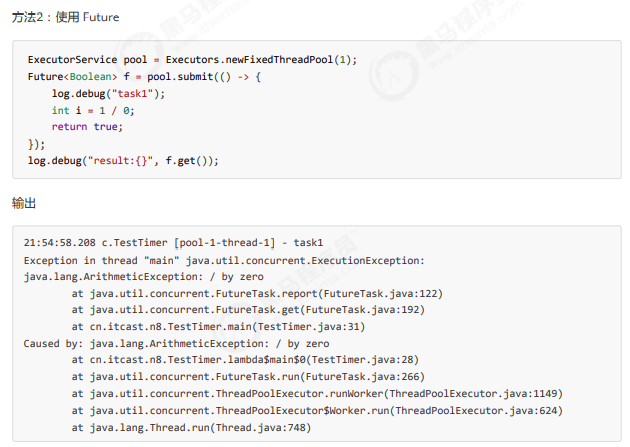 方法2：使用 Future
ExecutorService pool = Executors.newFixedThreadPool(1);
Future<Boolean> f = pool.submit(() -> {
    log.debug("task1");
    int i = 1 / 0;
    return true;
});
log.debug("result:{}", f.get());
输出
21:54:58.208 c.TestTimer [pool-1-thread-1] - task1
Exception in thread "main" java.util.concurrent.ExecutionException:
java.lang.ArithmeticException: / by zero
        at java.util.concurrent.FutureTask.report(FutureTask.java:122)
        at java.util.concurrent.FutureTask.get(FutureTask.java:192)
        at cn.itcast.n8.TestTimer.main(TestTimer.java:31)
Caused by: java.lang.ArithmeticException: / by zero
        at cn.itcast.n8.TestTimer.lambda$main$0(TestTimer.java:28)
        at java.util.concurrent.FutureTask.run(FutureTask.java:266)
        at java.util.concurrent.ThreadPoolExecutor.runWorker(ThreadPoolExecutor.java:1149)
        at java.util.concurrent.ThreadPoolExecutor$Worker.run(ThreadPoolExecutor.java:624)
        at java.lang.Thread.run(Thread.java:748)